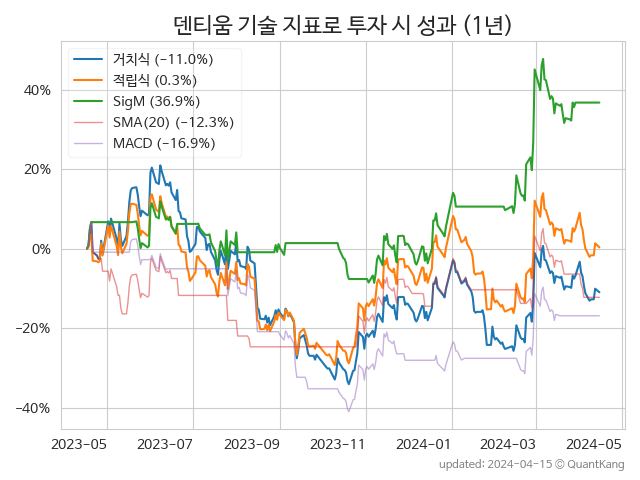 덴티움 기술 지표로 투자 시 성과 (1년)
거치식 (−11.0%)
적립식 (0.3%)
SigM (36.9%)
SMA(20) (−12.3%)
MACD (−16.9%)
40%
20%
0%
−20%
−40%
2023-05 2023-07 2023-09 2023-11 2024-01 2024-03 2024-05
updated: 2024-04-15 © QuantKang